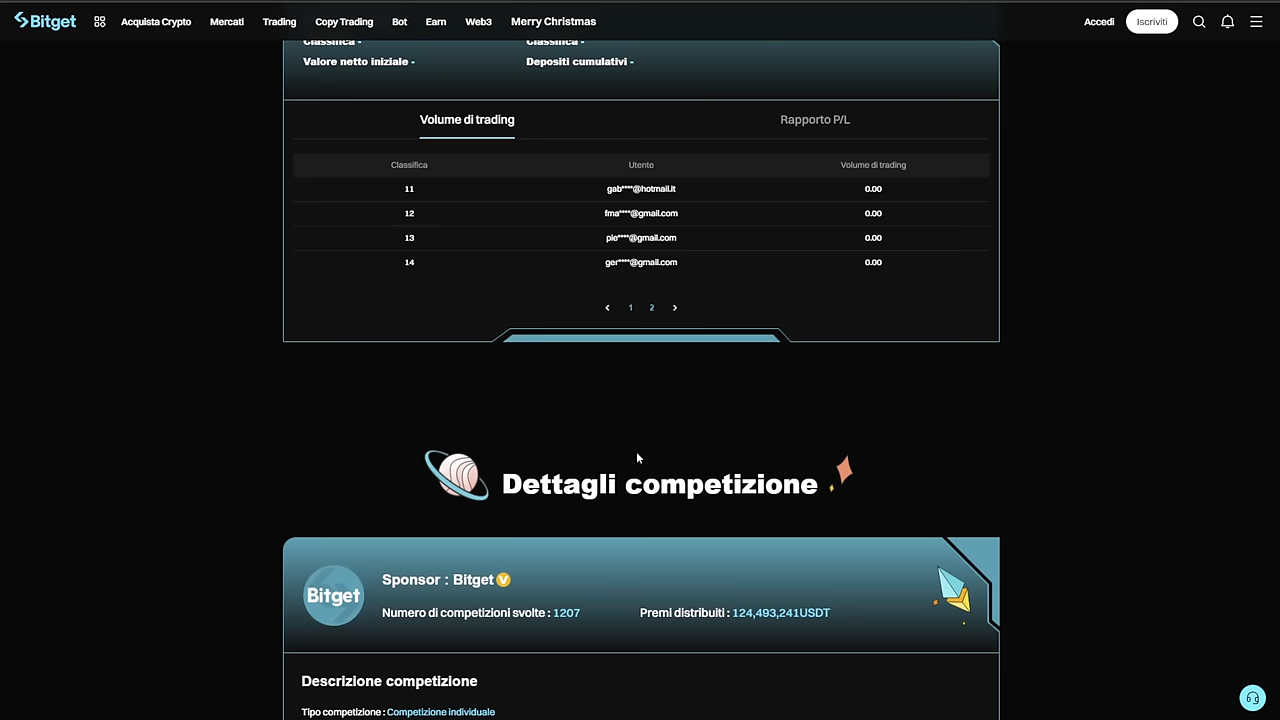 Bitget Acquista Crypto Mercati Trading Copy Trading Bot Earn Web3 Merry Christmas Accedi Iscriviti
Classifica - Classifica -
Valore netto iniziale - Depositi cumulativi -
Volume di trading Rapporto P/L
Classifica Utente Volume di trading
11 gab****@hotmail.it 0.00
12 fma****@gmail.com 0.00
13 pie****@gmail.com 0.00
14 ger****@gmail.com 0.00
1 2
Dettagli competizione
Bitget
Sponsor : Bitget
Numero di competizioni svolte : 1207 Premi distribuiti : 124,493,241USDT
Descrizione competizione
Tipo competizione : Competizione individuale